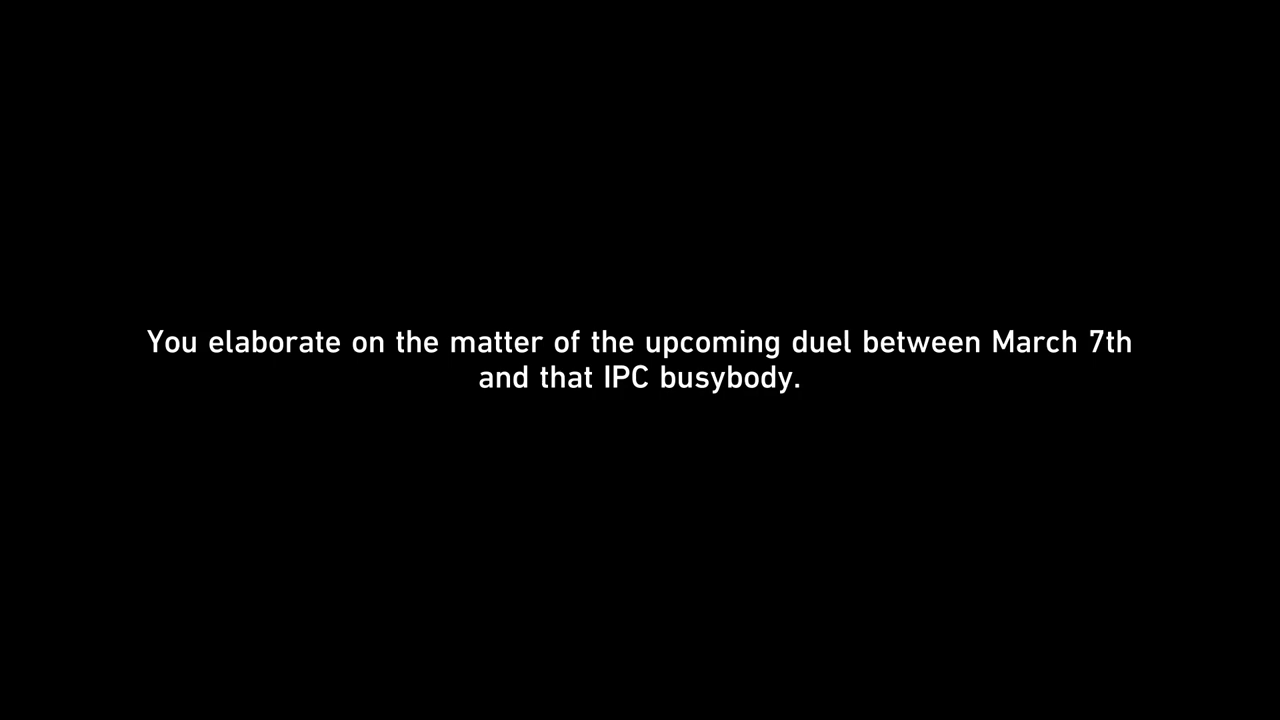 You elaborate on the matter of the upcoming duel between March 7th
and that IPC busybody.